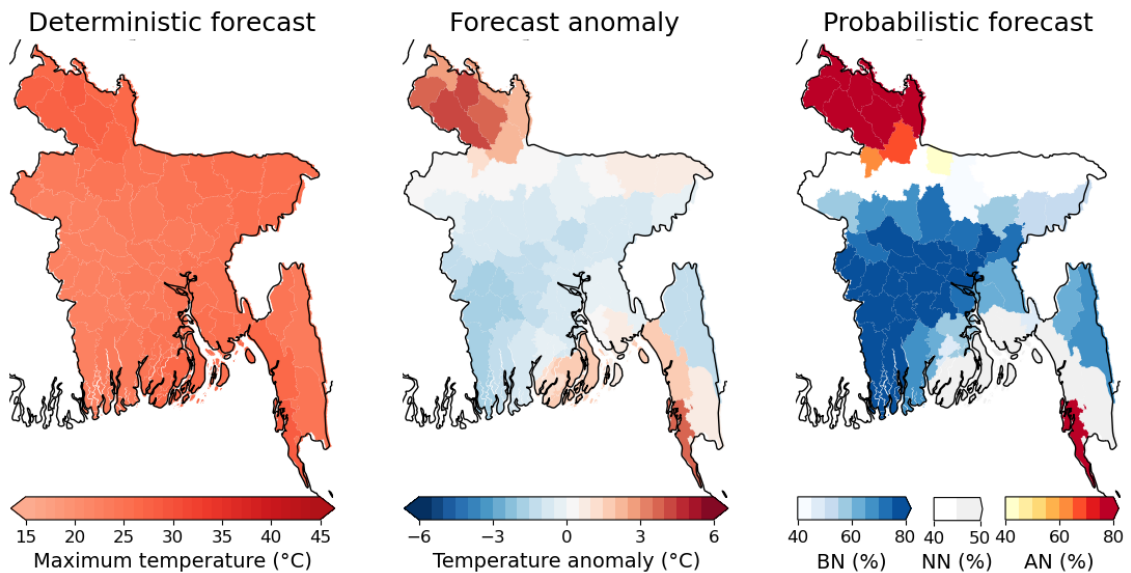 Deterministic forecast
Forecast anomaly
Probabilistic forecast
15 20 25 30 35 40 45
Maximum temperature (°C)
−6 −3 0 3 6
Temperature anomaly (°C)
40 60 80
BN (%)
40 50
NN (%)
40 60 80
AN (%)